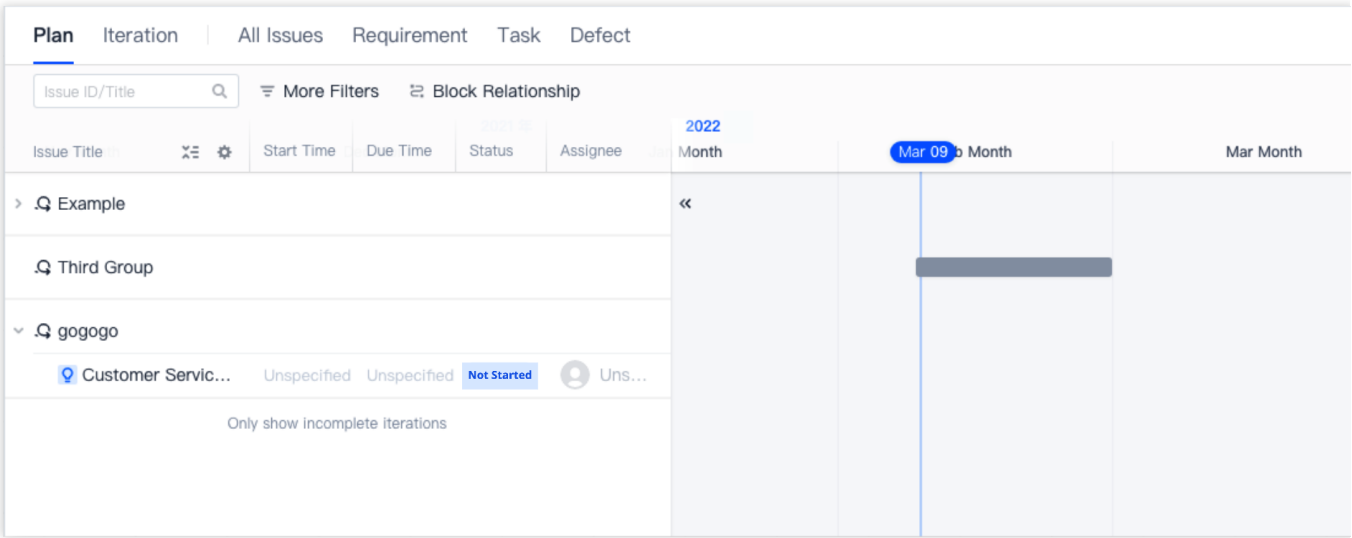 Plan Iteration All Issues Requirement Task Defect
Issue ID/Title More Filters Block Relationship
2022
Issue Title Start Time Due Time Status Assignee Month Mar 09 b Month Mar Month
Example
Third Group
gogogo
Customer Servic... Unspecified Unspecified Not Started Uns...
Only show incomplete iterations